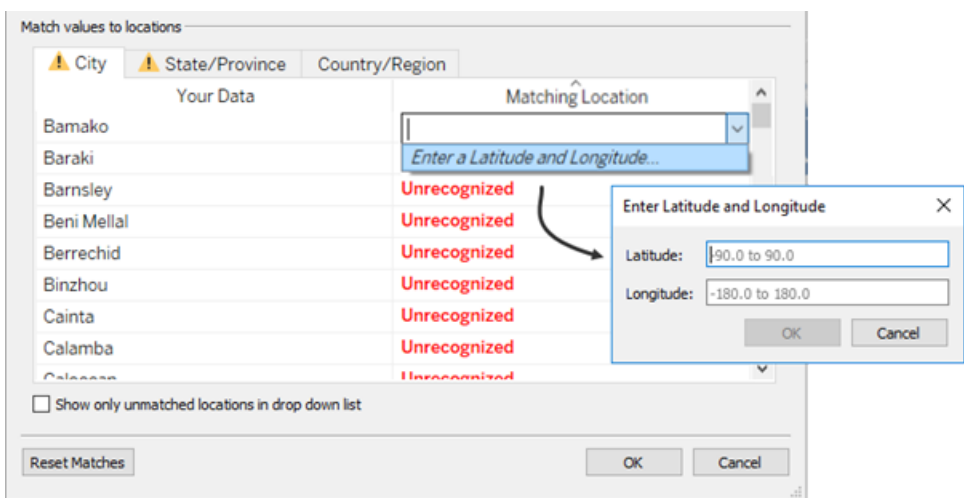 Match values to locations
City State/Province Country/Region
Your Data Matching Location
Bamako
Baraki Enter a Latitude and Longitude...
Barnsley Unrecognized
Beni Mellal Unrecognized
Berrechid Unrecognized
Binzhou Unrecognized
Cainta Unrecognized
Calamba Unrecognized
Caloocan Unrecognized
Show only unmatched locations in drop down list
Reset Matches OK Cancel
Enter Latitude and Longitude
Latitude: -90.0 to 90.0
Longitude: -180.0 to 180.0
OK Cancel